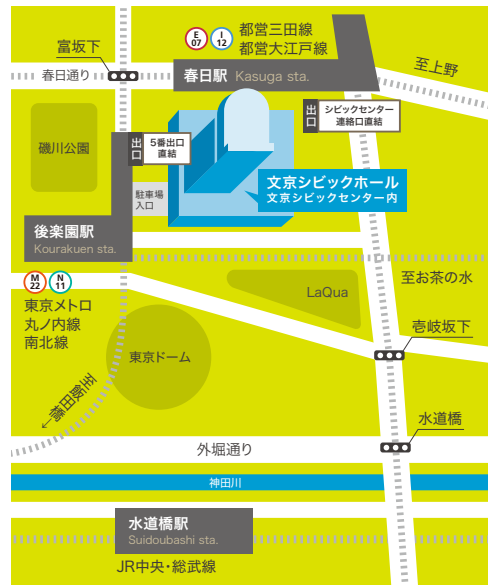 富坂下
E
07
I
12
都営三田線
都営大江戸線
至上野
春日通り
春日駅 Kasuga sta.
出口
シビックセンター
連絡口直結
出口
5番出口
直結
礒川公園
駐車場
入口
文京シビックホール
文京シビックセンター内
後楽園駅
Kourakuen sta.
M
22
N
11
東京メトロ
丸ノ内線
南北線
LaQua
至お茶の水
東京ドーム
壱岐坂下
至飯田橋
水道橋
外堀通り
神田川
水道橋駅
Suidoubashi sta.
JR中央・総武線